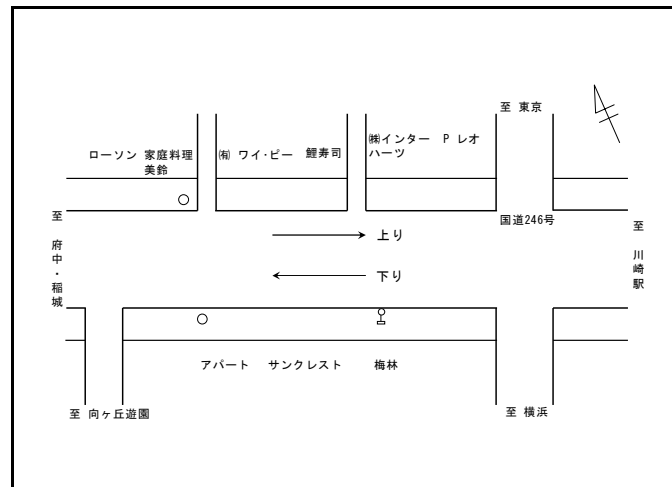 至 東京
ローソン 家庭料理
美鈴
㈲ ワイ・ピー
鯉寿司
㈱インター
ハーツ
P レオ
国道246号
至 府中・稲城
至 川崎駅
上り
下り
アパート サンクレスト 梅林
至 向ヶ丘遊園
至 横浜